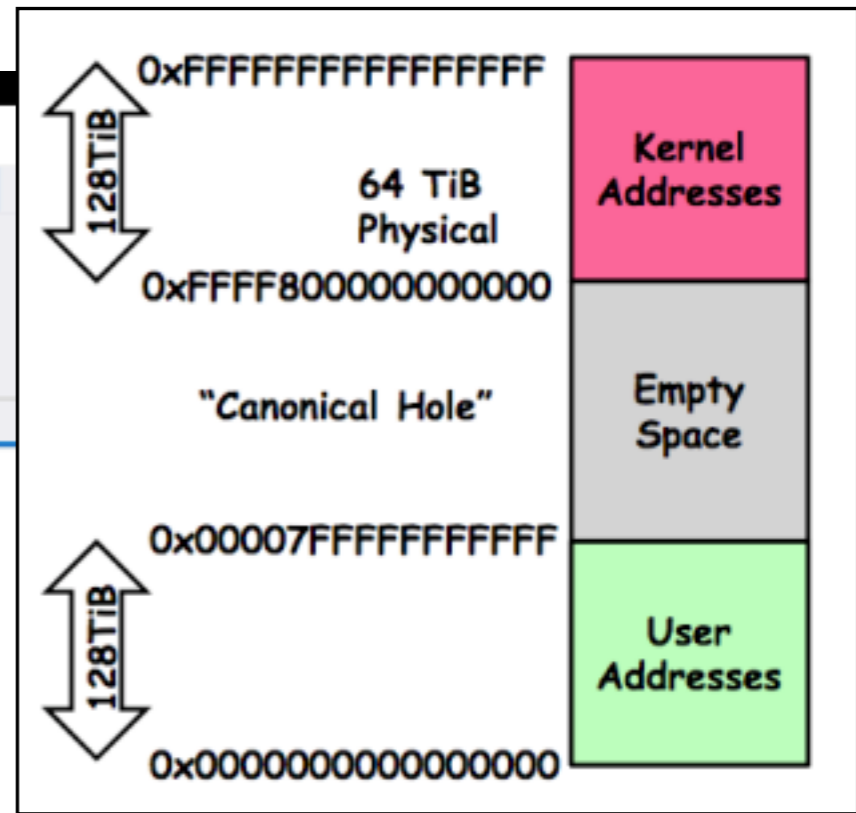 0xFFFFFFFFFFFFFFFF
128TiB
64 TiB
Physical
Kernel
Addresses
0xFFFF800000000000
"Canonical Hole"
Empty
Space
0x00007FFFFFFFFFFF
128TiB
User
Addresses
0x0000000000000000